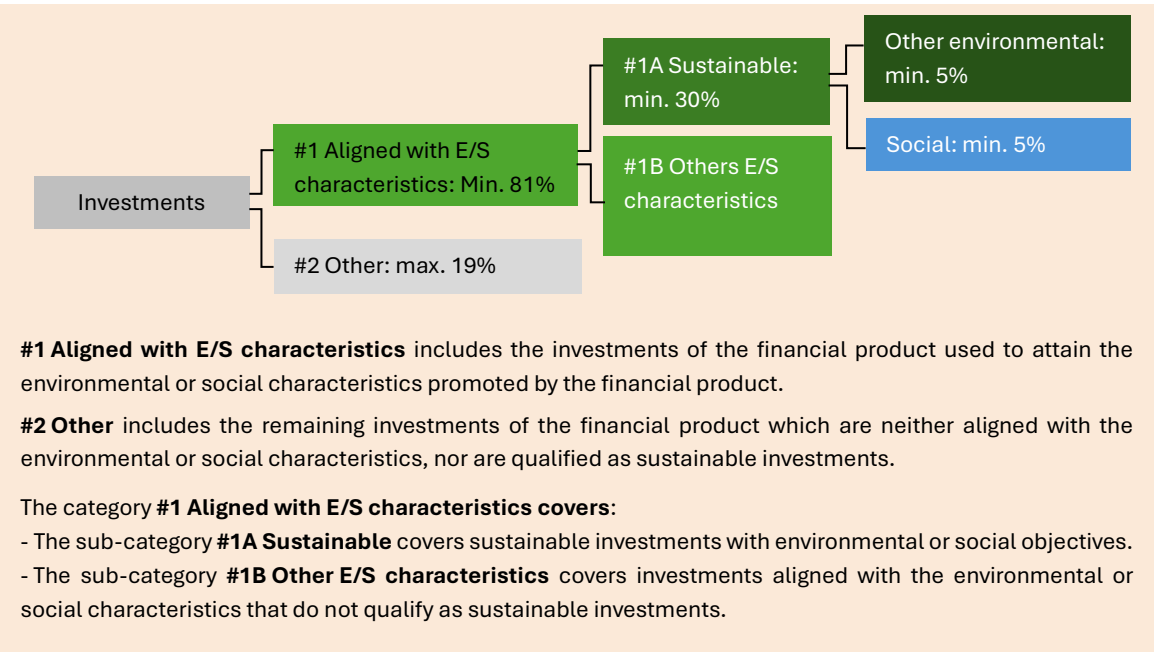 Investments
#1 Aligned with E/S
characteristics: Min. 81%
#2 Other: max. 19%
#1A Sustainable:
min. 30%
#1B Others E/S
characteristics
Other environmental:
min. 5%
Social: min. 5%
#1 Aligned with E/S characteristics includes the investments of the financial product used to attain the
environmental or social characteristics promoted by the financial product.
#2 Other includes the remaining investments of the financial product which are neither aligned with the
environmental or social characteristics, nor are qualified as sustainable investments.
The category #1 Aligned with E/S characteristics covers:
- The sub-category #1A Sustainable covers sustainable investments with environmental or social objectives.
- The sub-category #1B Other E/S characteristics covers investments aligned with the environmental or
social characteristics that do not qualify as sustainable investments.